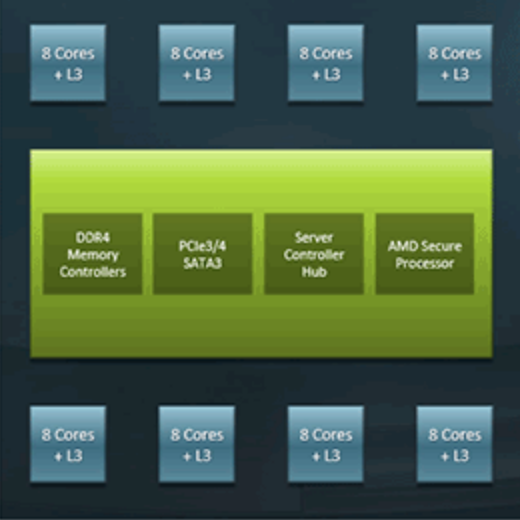 8 Cores
+ L3
8 Cores
+ L3
8 Cores
+ L3
8 Cores
+ L3
DDR4
Memory
Controllers
PCIe3/4
SATA3
Server
Controller
Hub
AMD Secure
Processor
8 Cores
+ L3
8 Cores
+ L3
8 Cores
+ L3
8 Cores
+ L3